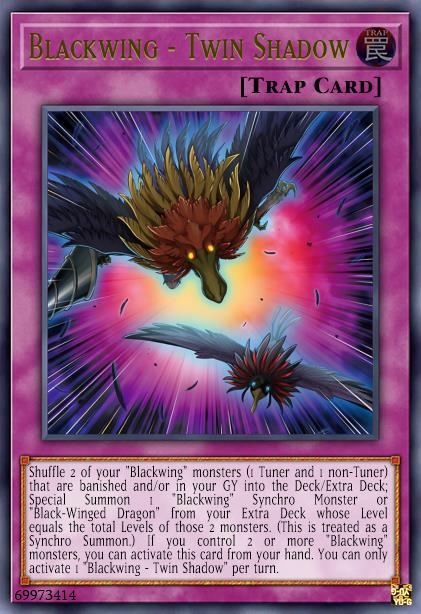 Blackwing - Twin Shadow
TRAP
罠
[Trap Card]
Shuffle 2 of your "Blackwing" monsters (1 Tuner and 1 non-Tuner)
that are banished and/or in your GY into the Deck/Extra Deck;
Special Summon 1 "Blackwing" Synchro Monster or
"Black-Winged Dragon" from your Extra Deck whose Level
equals the total Levels of those 2 monsters. (This is treated as a
Synchro Summon.) If you control 2 or more "Blackwing"
monsters, you can activate this card from your hand. You can only
activate 1 "Blackwing - Twin Shadow" per turn.
69973414